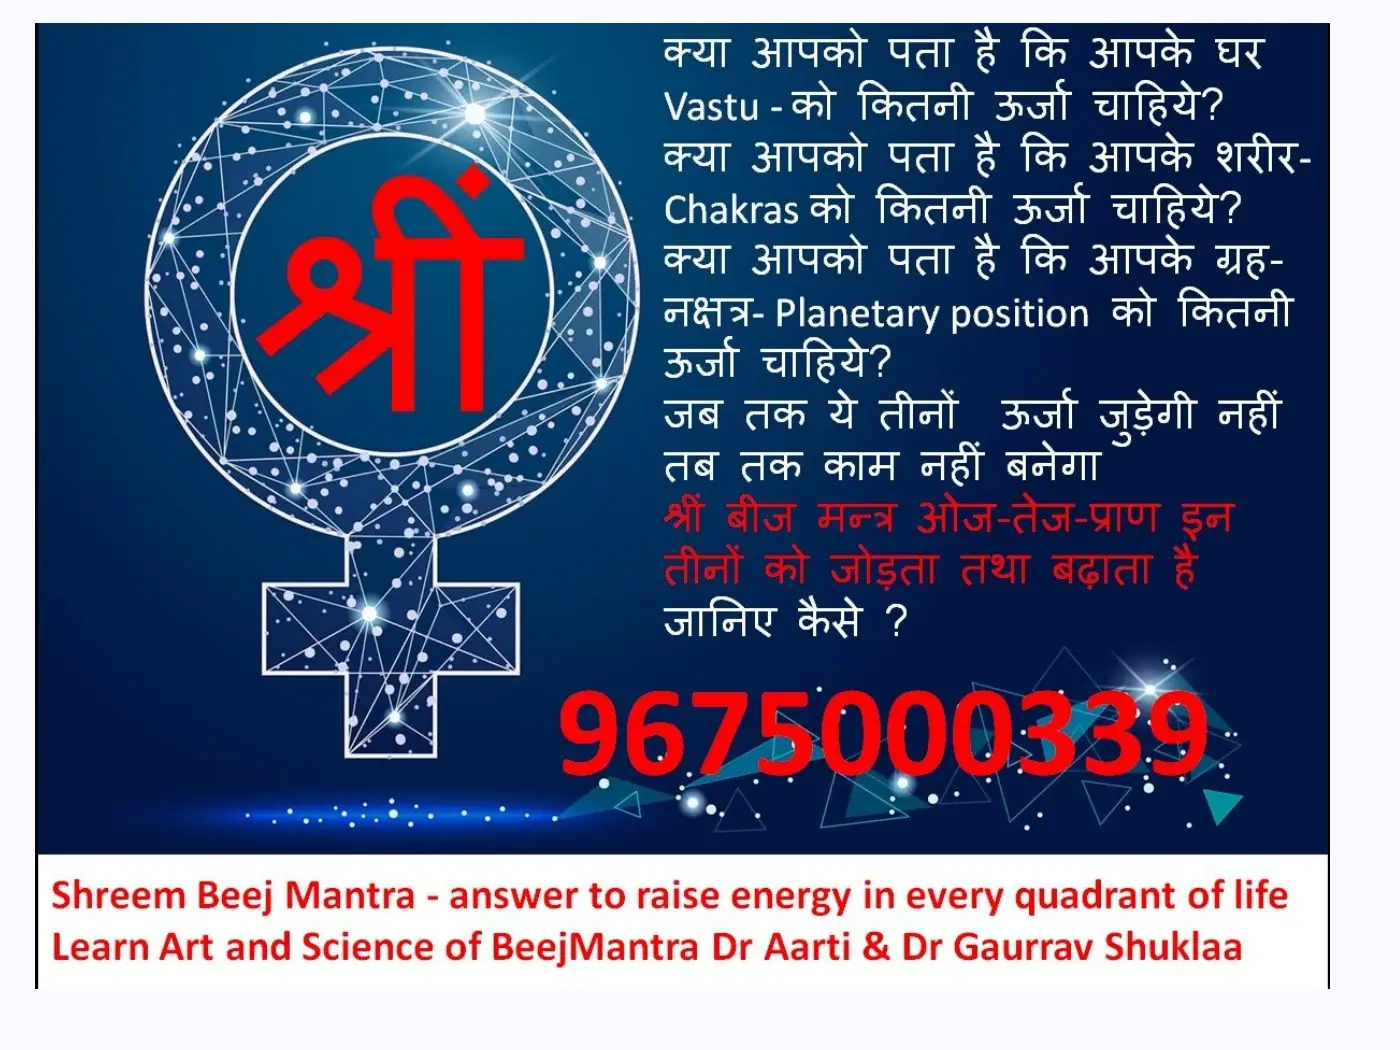 श्रीं
क्या आपको पता है कि आपके घर
Vastu - को कितनी ऊर्जा चाहिये?
क्या आपको पता है कि आपके शरीर-
Chakras को कितनी ऊर्जा चाहिये?
क्या आपको पता है कि आपके ग्रह-
नक्षत्र- Planetary position को कितनी
ऊर्जा चाहिये?
जब तक ये तीनों ऊर्जा जुड़ेगी नहीं
तब तक काम नहीं बनेगा
श्रीं बीज मन्त्र ओज-तेज-प्राण इन
तीनों को जोड़ता तथा बढ़ाता है
जानिए कैसे ?
9675000339
Shreem Beej Mantra - answer to raise energy in every quadrant of life
Learn Art and Science of BeejMantra Dr Aarti & Dr Gaurrav Shuklaa